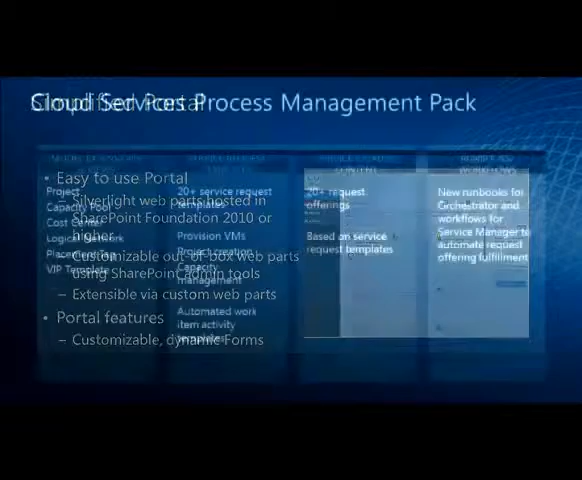 Cloud Services Process Management Pack
Simplified Portal
• Easy to use Portal
– Silverlight web parts hosted in
SharePoint Foundation 2010 or
higher
– Customizable out-of-box web parts
using SharePoint admin tools
– Extensible via custom web parts
• Portal features
– Customizable, dynamic Forms
Project
Capacity Pool
Cost Center
Logical Network
VIP Template
20+ service request
templates
Provision VMs
Project creation
Capacity
management
Automated work
item activity
templates
20+ request
offerings
Based on service
request templates
New runbooks for
Orchestrator and
workflows for
Service Manager to
automate request
offering fulfillment